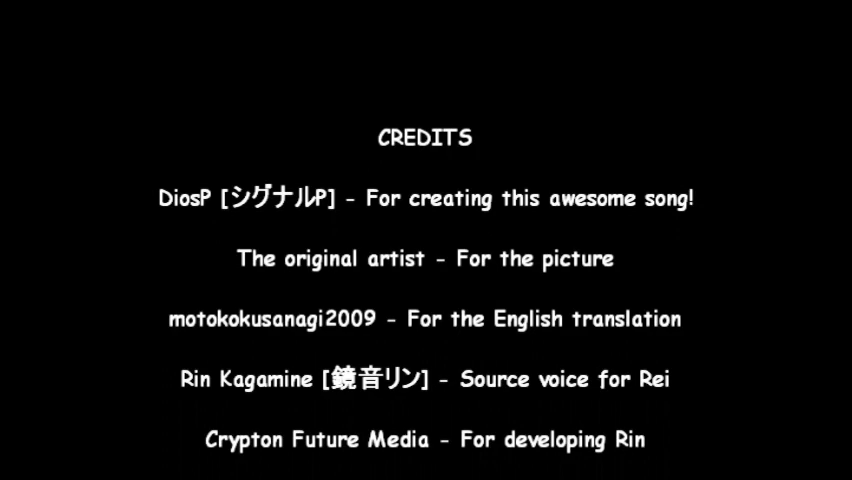 CREDITS
DiosP [シグナルP] - For creating this awesome song!
The original artist - For the picture
motokokusanagi2009 - For the English translation
Rin Kagamine [鏡音リン] - Source voice for Rei
Crypton Future Media - For developing Rin